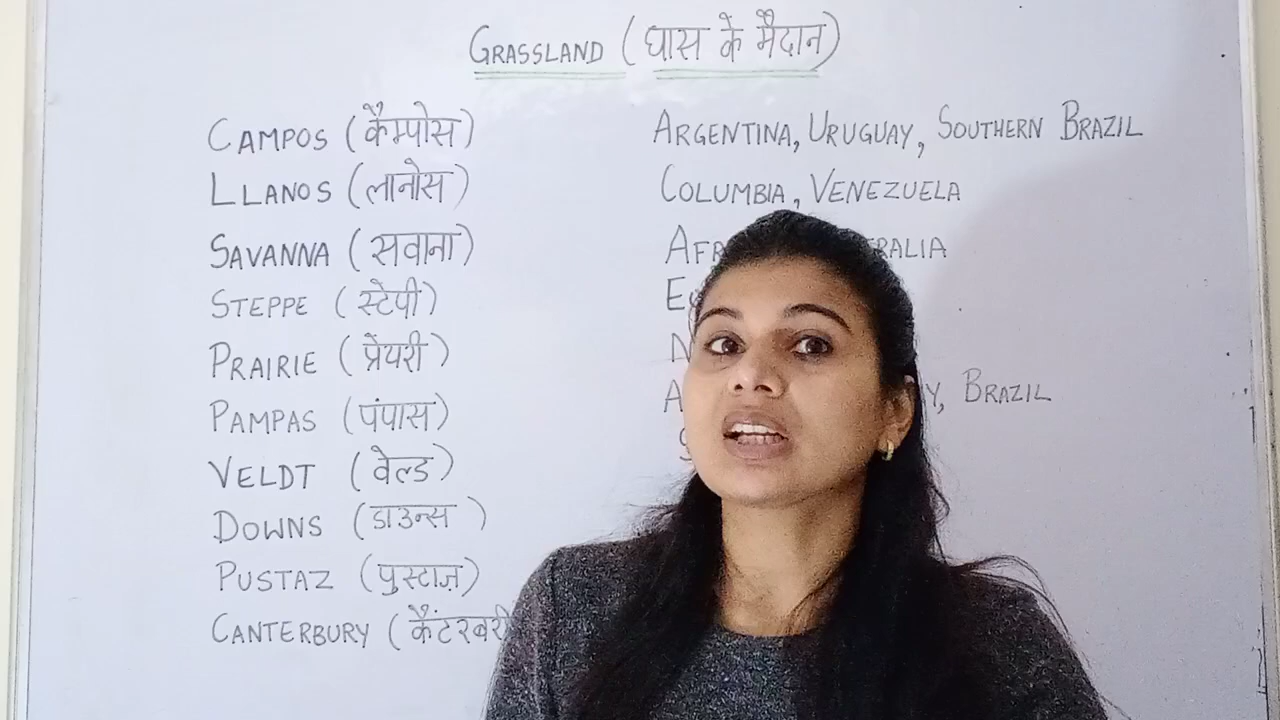 GRASSLAND (घास के मैदान)
CAMPOS (कैम्पोस) ARGENTINA, URUGUAY, SOUTHERN BRAZIL
LLANOS (लानोस) COLUMBIA, VENEZUELA
SAVANNA (सवाना)
STEPPE (स्टेपी)
PRAIRIE (प्रेयरी)
PAMPAS (पंपास) BRAZIL
VELDT (वेल्ड)
DOWNS (डाउन्स)
PUSTAZ (पुस्टाज़)
CANTERBURY (कैंटरबरी